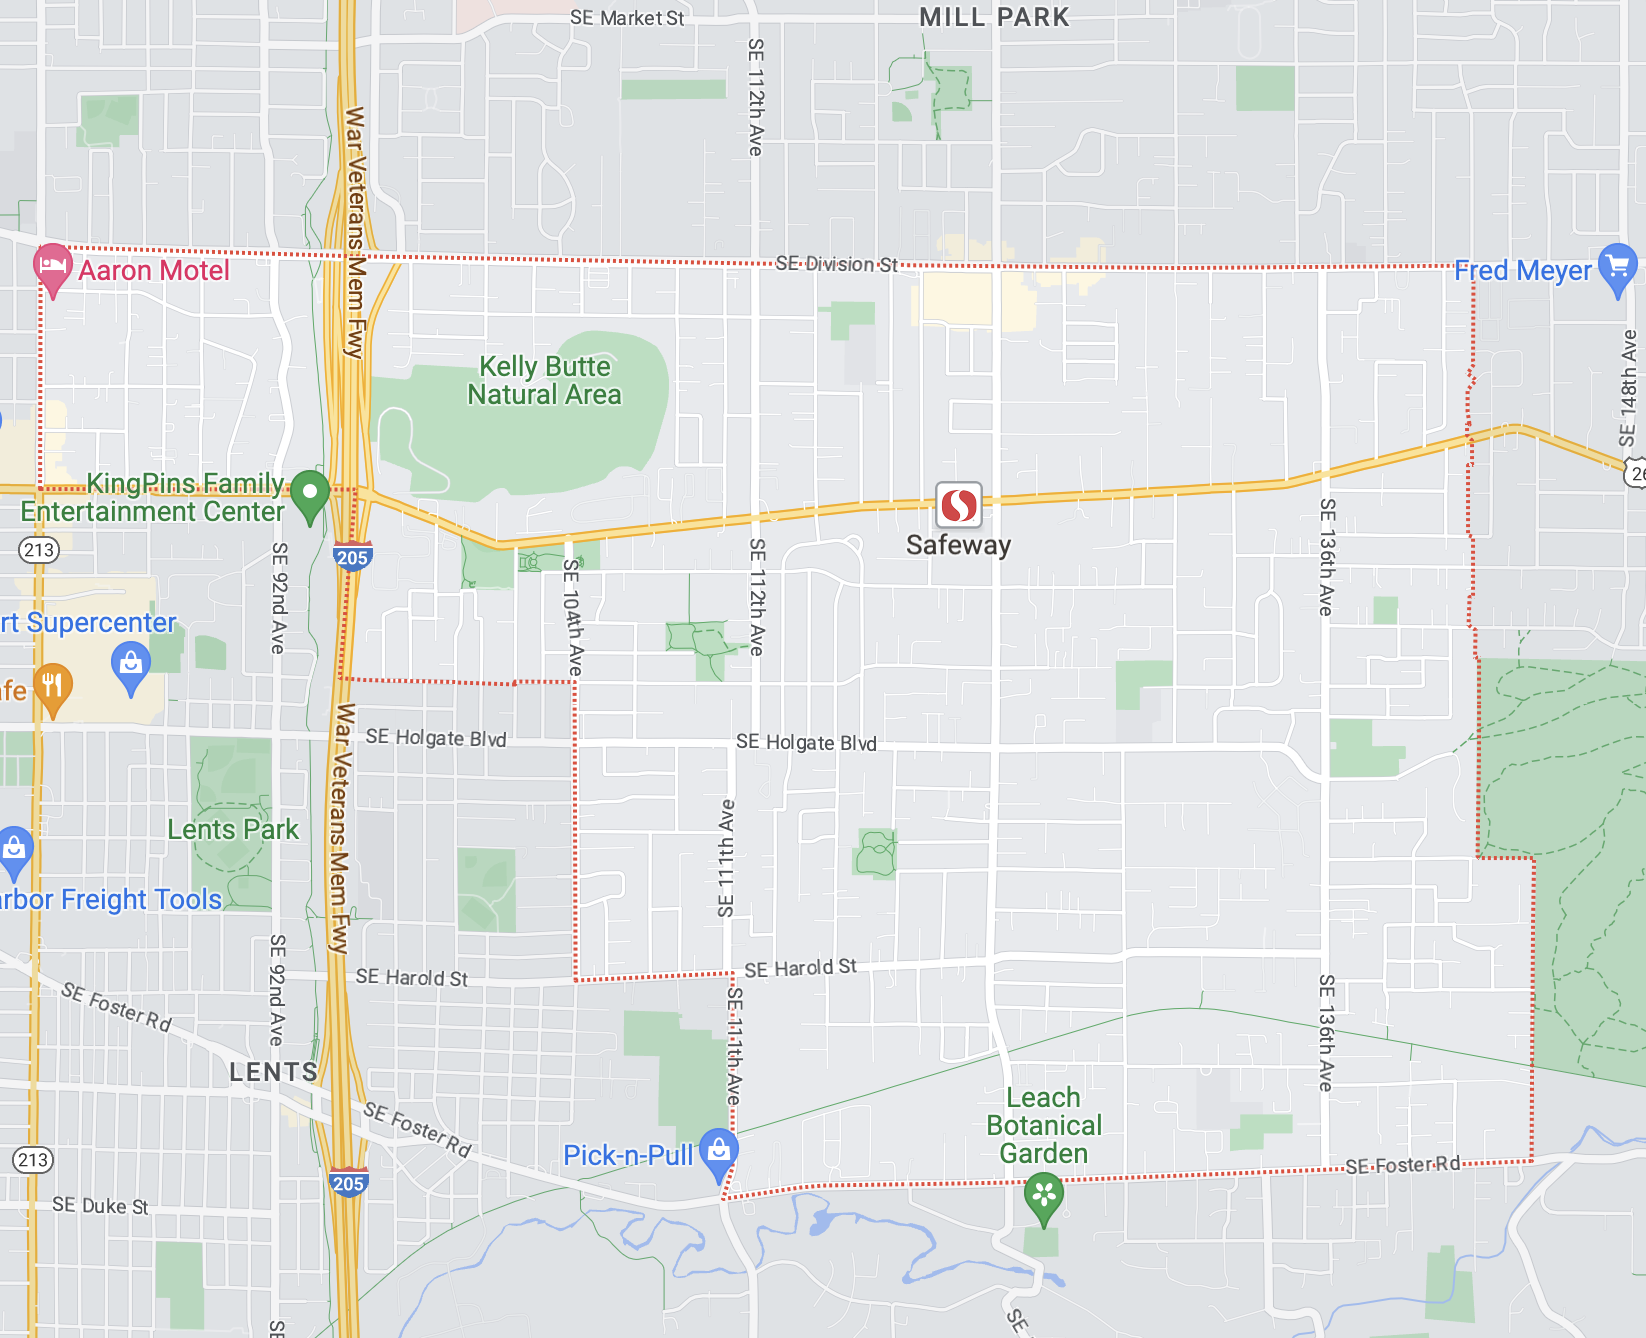 SE Market St
MILL PARK
SE 112th Ave
War Veterans Mem Fwy
SE Division St
Aaron Motel
Fred Meyer
SE 148th Ave
Kelly Butte
Natural Area
KingPins Family
Entertainment Center
26
Safeway
213
205
SE 92nd Ave
SE 104th Ave
SE 112th Ave
SE 136th Ave
rt Supercenter
afe
War Veterans Mem Fwy
SE Holgate Blvd
SE Holgate Blvd
Lents Park
SE 111th Ave
arbor Freight Tools
SE 92nd Ave
SE Harold St
SE Harold St
SE Foster Rd
SE 111th Ave
SE 136th Ave
LENTS
SE Foster Rd
Leach
Botanical
Garden
Pick-n-Pull
213
205
SE Foster Rd
SE Duke St
SE
SE